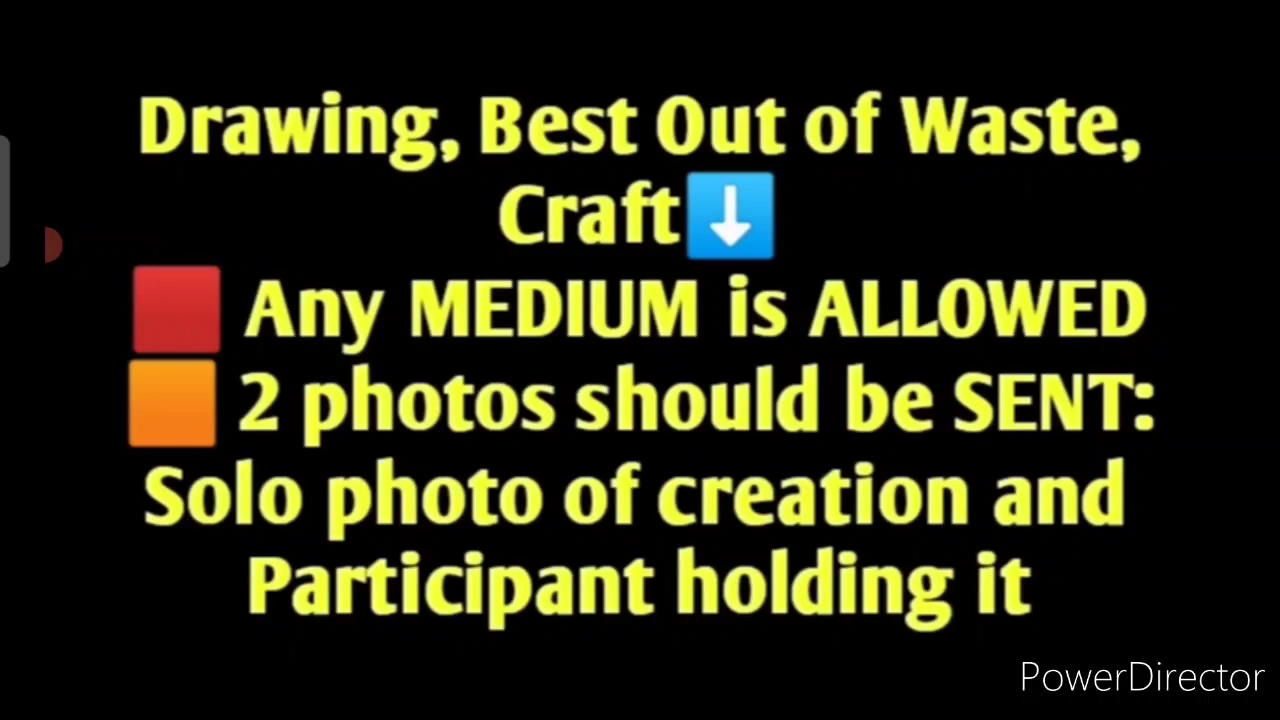 Drawing, Best Out of Waste,
Craft⬇️
🟥 Any MEDIUM is ALLOWED
🟧 2 photos should be SENT:
Solo photo of creation and
Participant holding it
PowerDirector